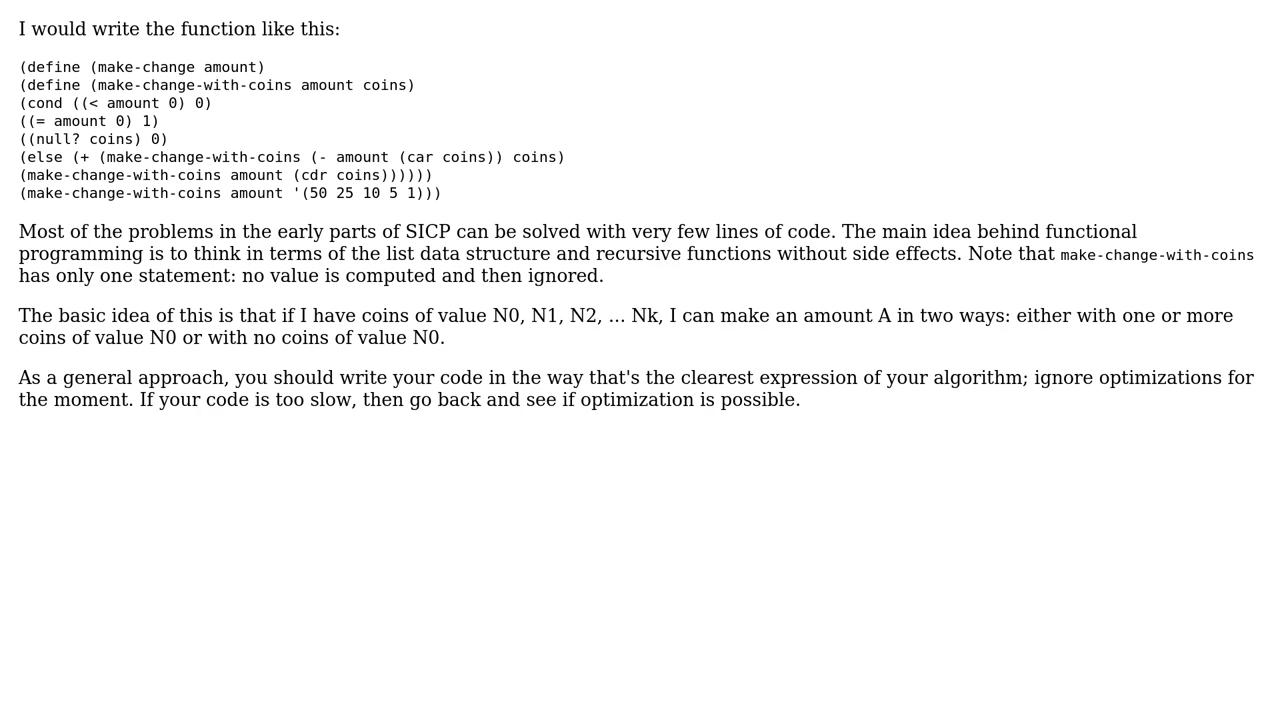 I would write the function like this:
(define (make-change amount)
(define (make-change-with-coins amount coins)
(cond ((< amount 0) 0)
((= amount 0) 1)
((null? coins) 0)
(else (+ (make-change-with-coins (- amount (car coins)) coins)
(make-change-with-coins amount (cdr coins))))))
(make-change-with-coins amount '(50 25 10 5 1)))
Most of the problems in the early parts of SICP can be solved with very few lines of code. The main idea behind functional
programming is to think in terms of the list data structure and recursive functions without side effects. Note that make-change-with-coins
has only one statement: no value is computed and then ignored.
The basic idea of this is that if I have coins of value N0, N1, N2, ... Nk, I can make an amount A in two ways: either with one or more
coins of value N0 or with no coins of value N0.
As a general approach, you should write your code in the way that's the clearest expression of your algorithm; ignore optimizations for
the moment. If your code is too slow, then go back and see if optimization is possible.